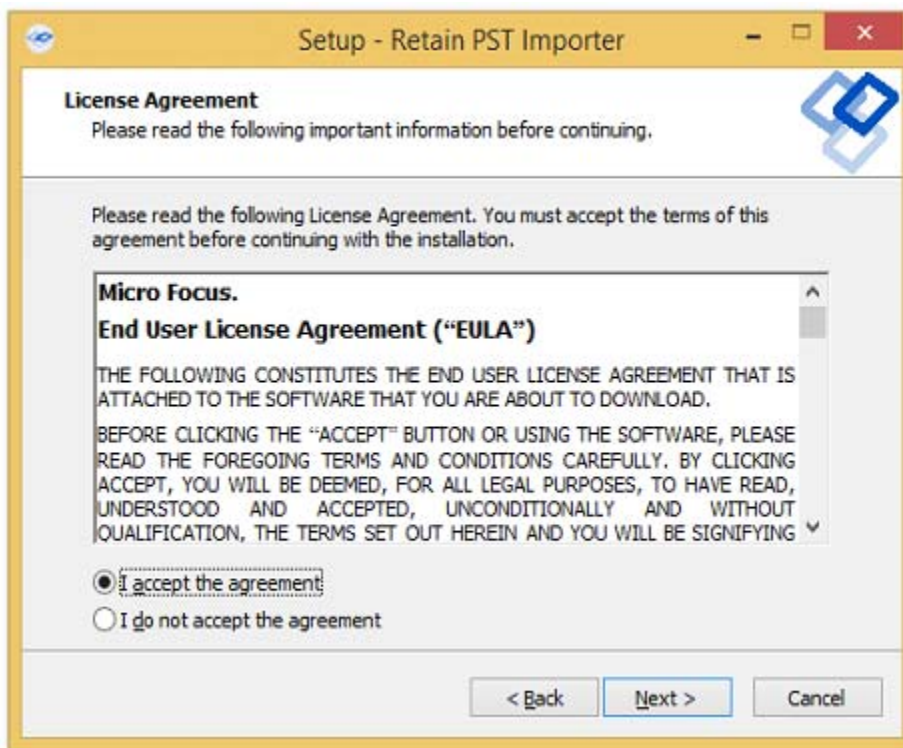 Setup - Retain PST Importer
License Agreement
Please read the following important information before continuing.
Please read the following License Agreement. You must accept the terms of this
agreement before continuing with the installation.
Micro Focus.
End User License Agreement (“EULA”)
THE FOLLOWING CONSTITUTES THE END USER LICENSE AGREEMENT THAT IS
ATTACHED TO THE SOFTWARE THAT YOU ARE ABOUT TO DOWNLOAD.
BEFORE CLICKING THE “ACCEPT” BUTTON OR USING THE SOFTWARE, PLEASE
READ THE FOREGOING TERMS AND CONDITIONS CAREFULLY. BY CLICKING
ACCEPT, YOU WILL BE DEEMED, FOR ALL LEGAL PURPOSES, TO HAVE READ,
UNDERSTOOD AND ACCEPTED, UNCONDITIONALLY AND WITHOUT
QUALIFICATION, THE TERMS SET OUT HEREIN AND YOU WILL BE SIGNIFYING
I accept the agreement
I do not accept the agreement
< Back Next > Cancel